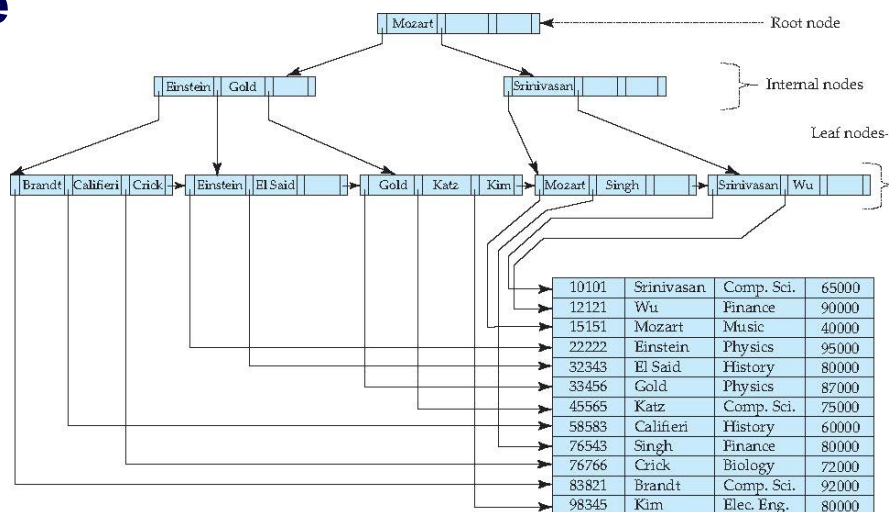 e
Mozart
Root node
Einstein Gold
Srinivasan
Internal nodes
Leaf nodes
Brandt Califieri Crick
Einstein El Said
Gold Katz Kim
Mozart Singh
Srinivasan Wu
10101 Srinivasan Comp. Sci. 65000
12121 Wu Finance 90000
15151 Mozart Music 40000
22222 Einstein Physics 95000
32343 El Said History 80000
33456 Gold Physics 87000
45565 Katz Comp. Sci. 75000
58583 Califieri History 60000
76543 Singh Finance 80000
76766 Crick Biology 72000
83821 Brandt Comp. Sci. 92000
98345 Kim Elec. Eng. 80000